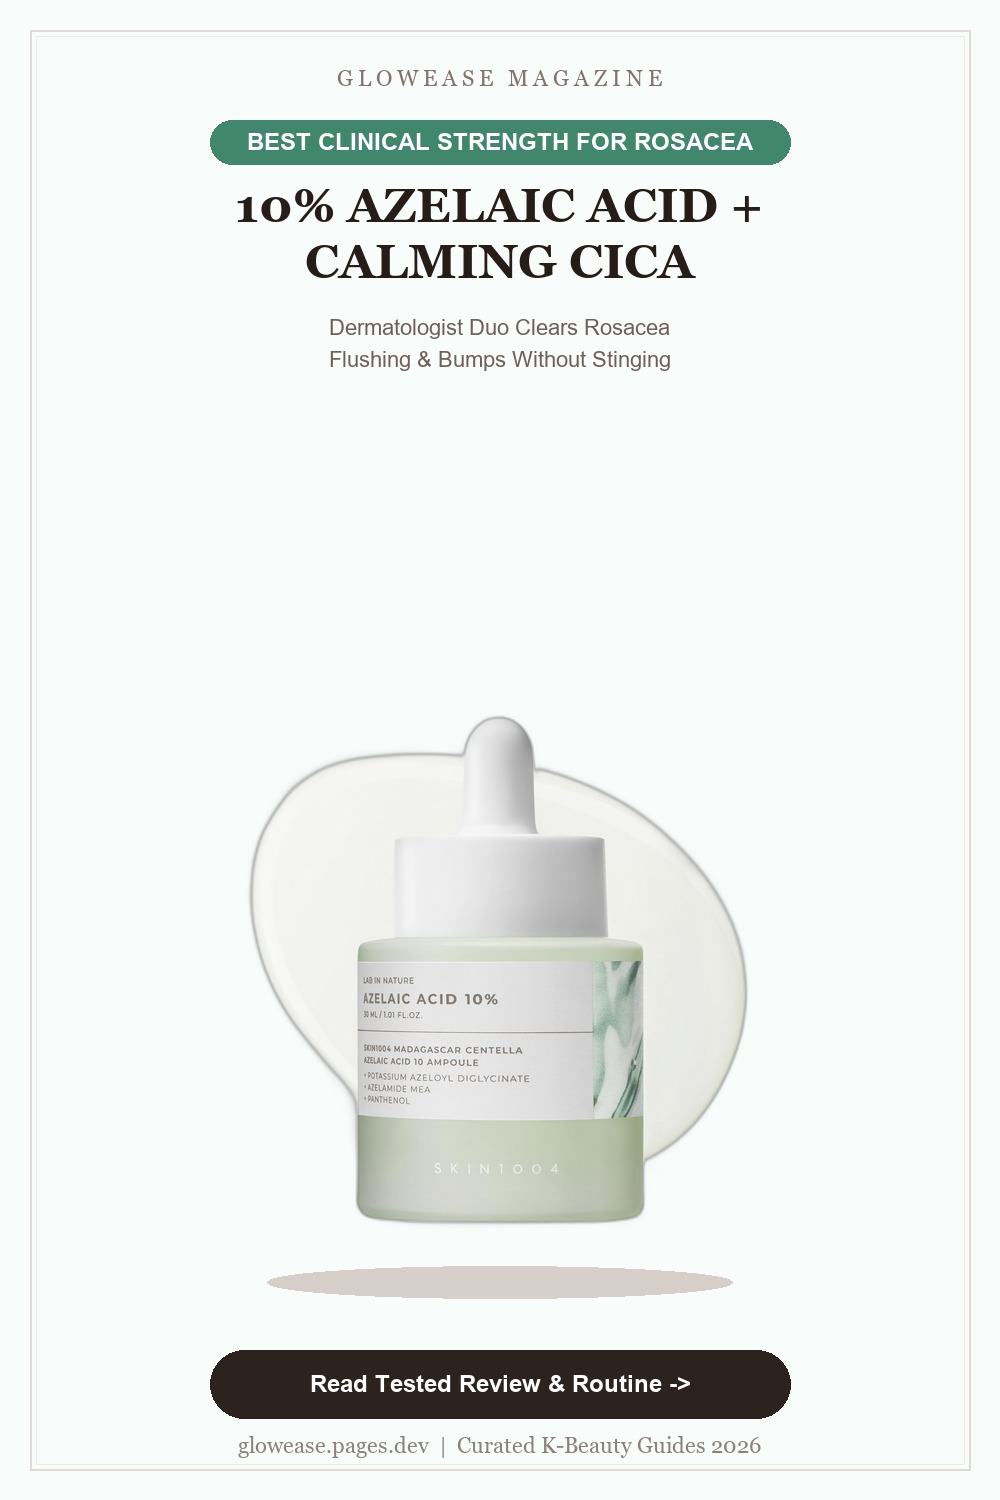 GLOWEASE MAGAZINE
BEST CLINICAL STRENGTH FOR ROSACEA
10% AZELAIC ACID +
CALMING CICA
Dermatologist Duo Clears Rosacea
Flushing & Bumps Without Stinging
LAB IN NATURE
AZELAIC ACID 10%
30 ML / 1.01 FL.OZ.
SKIN1004 MADAGASCAR CENTELLA
AZELAIC ACID 10 AMPOULE
+ POTASSIUM AZELOYL DIGLYCINATE
+ AZELAMIDE MEA
+ PANTHENOL
SKIN1004
Read Tested Review & Routine ->
glowease.pages.dev | Curated K-Beauty Guides 2026